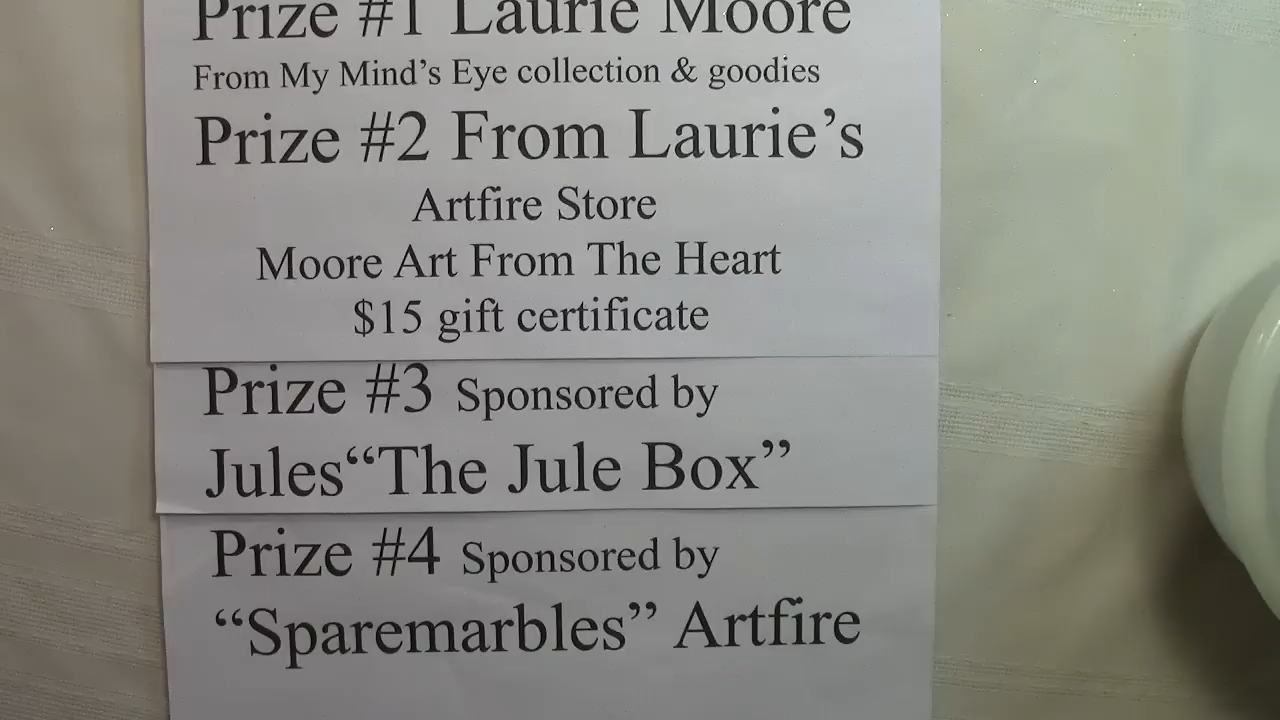 Prize #1 Laurie Moore
From My Mind's Eye collection & goodies
Prize #2 From Laurie's
Artfire Store
Moore Art From The Heart
$15 gift certificate
Prize #3 Sponsored by
Jules“The Jule Box”
Prize #4 Sponsored by
“Sparemarbles” Artfire